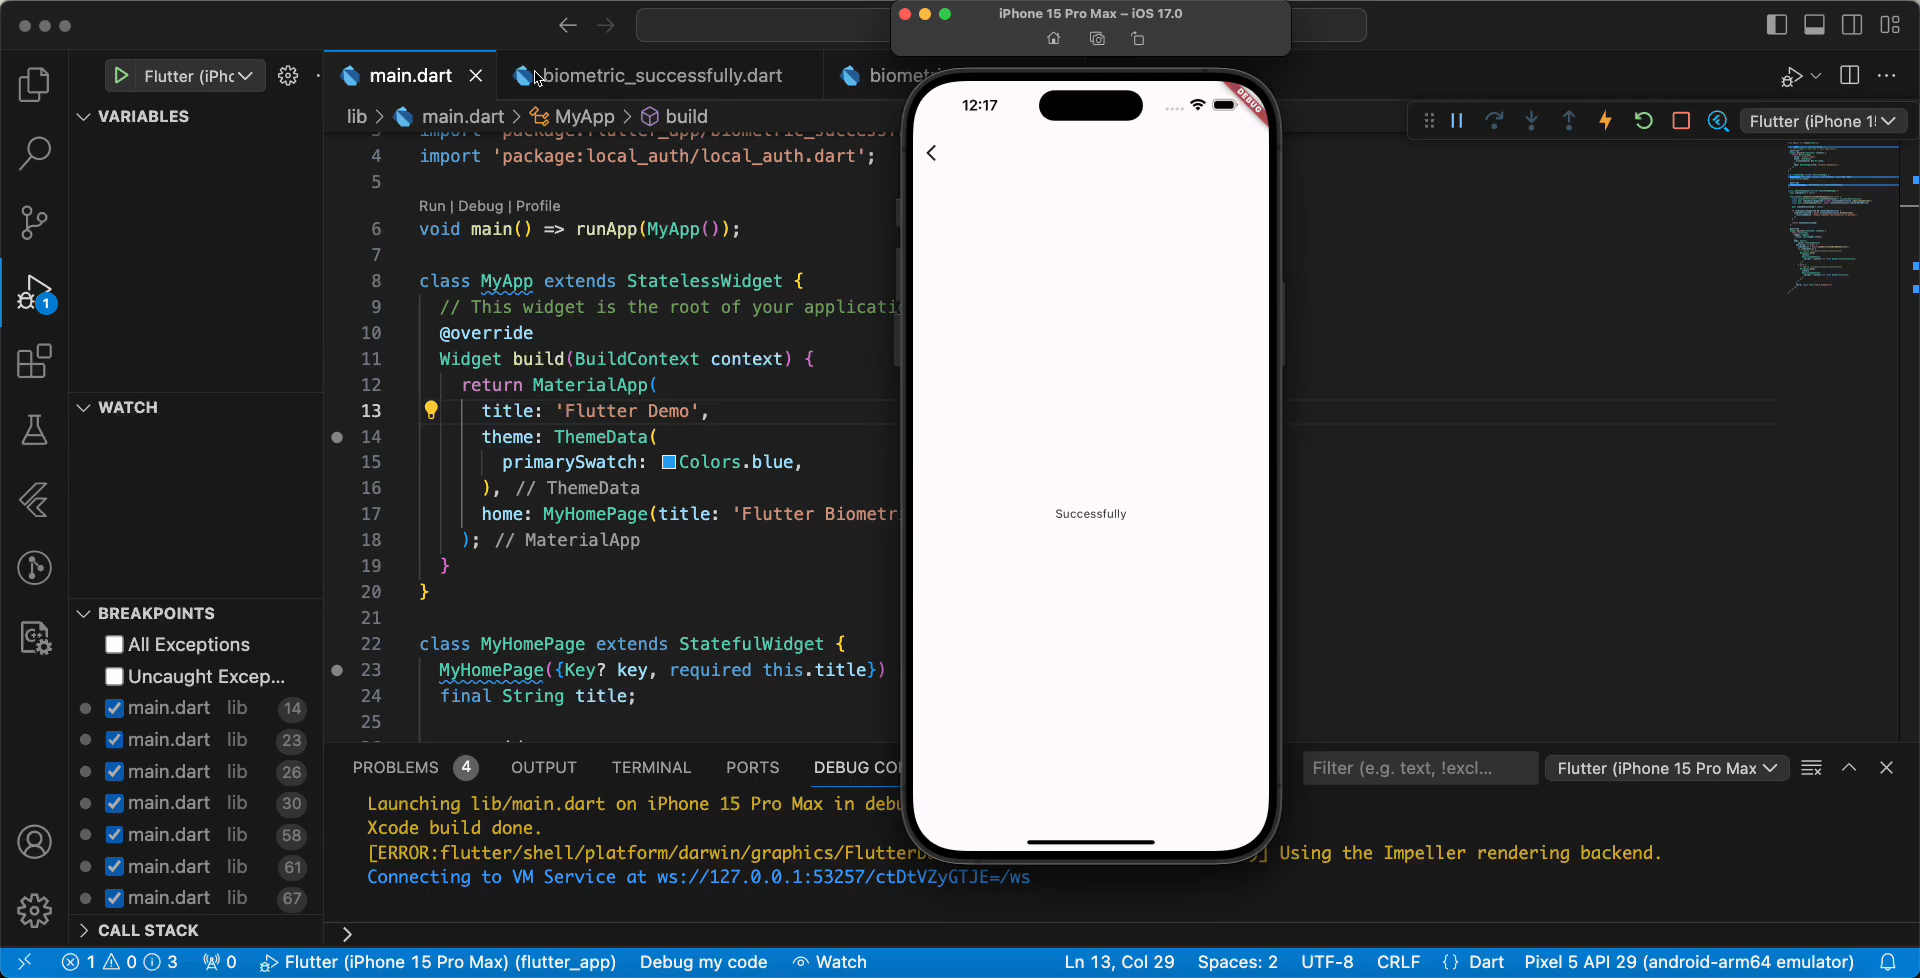 iPhone 15 Pro Max – iOS 17.0
Flutter (iPhc
main.dart
biometric_successfully.dart
VARIABLES
lib > main.dart > MyApp > build
Flutter (iPhone 1
4 import 'package:local_auth/local_auth.dart';
5
Run | Debug | Profile
6 void main() => runApp(MyApp());
7
8 class MyApp extends StatelessWidget {
9 // This widget is the root of your applicati
10 @override
11 Widget build(BuildContext context) {
12 return MaterialApp(
13 title: 'Flutter Demo',
14 theme: ThemeData(
15 primarySwatch: Colors.blue,
16 ), // ThemeData
17 home: MyHomePage(title: 'Flutter Biometr
18 ); // MaterialApp
19 }
20 }
21
22 class MyHomePage extends StatefulWidget {
23 MyHomePage({Key? key, required this.title})
24 final String title;
25
12:17
DEBUG
Successfully
WATCH
BREAKPOINTS
All Exceptions
Uncaught Excep...
main.dart lib 14
main.dart lib 23
main.dart lib 26
main.dart lib 30
main.dart lib 58
main.dart lib 61
main.dart lib 67
CALL STACK
1
PROBLEMS 4 OUTPUT TERMINAL PORTS DEBUG CO
Filter (e.g. text, !excl...
Flutter (iPhone 15 Pro Max
Launching lib/main.dart on iPhone 15 Pro Max in debu
Xcode build done.
[ERROR:flutter/shell/platform/darwin/graphics/Flutter ] Using the Impeller rendering backend.
Connecting to VM Service at ws://127.0.0.1:53257/ctDtVZyGTJE=/ws
>
1 0 3 0 Flutter (iPhone 15 Pro Max) (flutter_app) Debug my code Watch Ln 13, Col 29 Spaces: 2 UTF-8 CRLF {} Dart Pixel 5 API 29 (android-arm64 emulator)